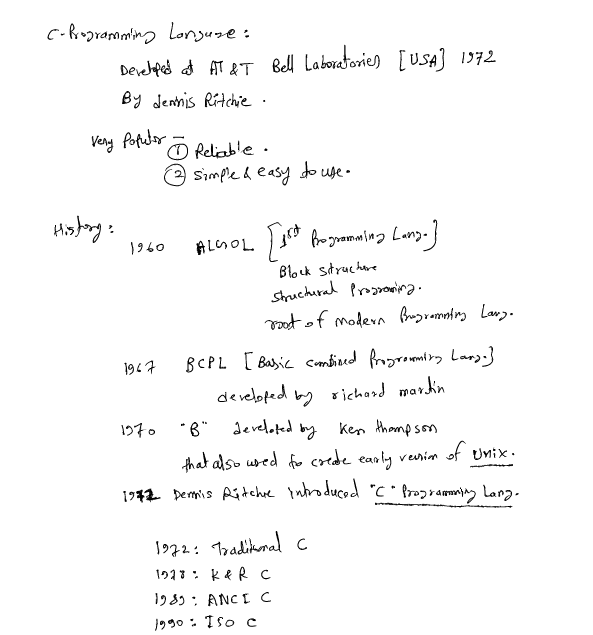 C-Programming Language :
Developed at AT & T Bell Laboratories [USA] 1972
By dennis Ritchie .
Very Popular –
① Reliable .
② Simple & easy to use.
History :
1960 ALGOL [1st Programming Lang.]
Block structure
structural Programing.
root of modern Programming Lang.
1967 BCPL [Basic combined Programming Lang.]
developed by richard martin
1970 "B" developed by Ken thompson
that also used to create early version of Unix.
1972 Dennis Ritchie introduced "C" Programming Lang.
1972 : Traditional C
1978 : K & R C
1989 : ANCI C
1990 : ISO C